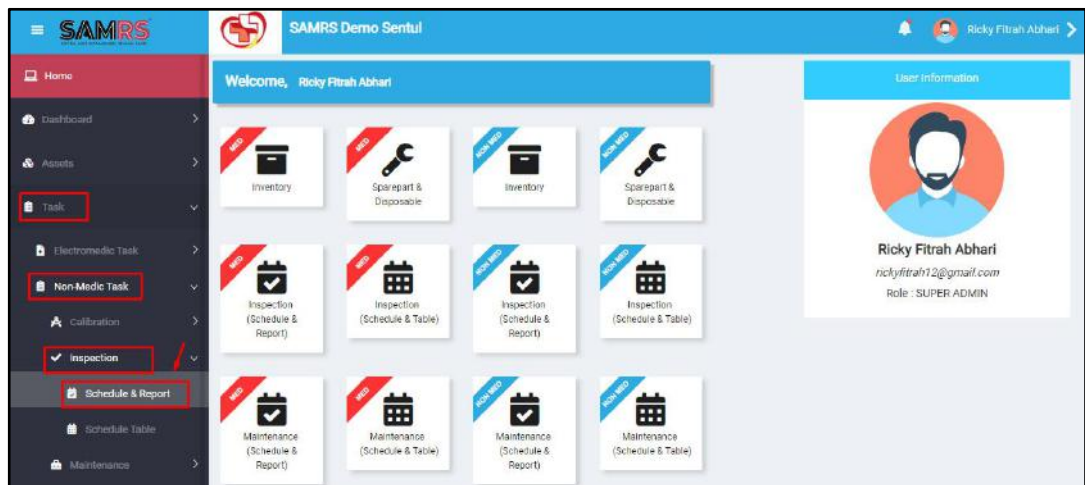 SAMRS
SAMRS Demo Sentul
Ricky Fitrah Abhari
Home
Dashboard
Assets
Task
Electromedic Task
Non-Medic Task
Calibration
Inspection
Schedule & Report
Schedule Table
Maintenance
Welcome, Ricky Fitrah Abhari
MED
Inventory
MED
Sparepart &
Disposable
NON MED
Inventory
NON MED
Sparepart &
Disposable
MED
Inspection
(Schedule &
Report)
MED
Inspection
(Schedule & Table)
NON MED
Inspection
(Schedule &
Report)
NON MED
Inspection
(Schedule & Table)
MED
Maintenance
(Schedule &
Report)
MED
Maintenance
(Schedule & Table)
NON MED
Maintenance
(Schedule &
Report)
NON MED
Maintenance
(Schedule & Table)
User Information
Ricky Fitrah Abhari
rickyfitrah12@gmail.com
Role : SUPER ADMIN